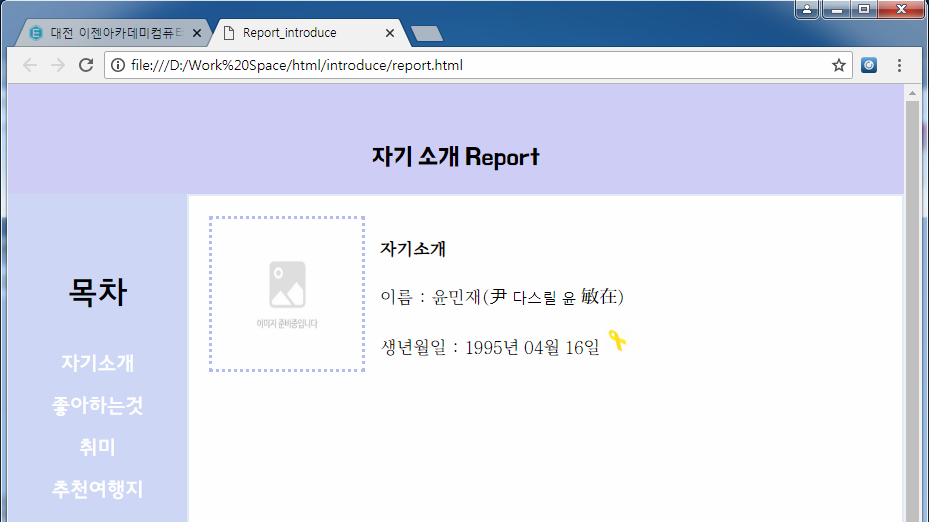 대전 이젠아카데미컴퓨터
Report_introduce
file:///D:/Work%20Space/html/introduce/report.html
자기 소개 Report
목차
자기소개
좋아하는것
취미
추천여행지
이미지 준비중입니다
자기소개
이름 : 윤민재(尹 다스릴 윤 敏在)
생년월일 : 1995년 04월 16일